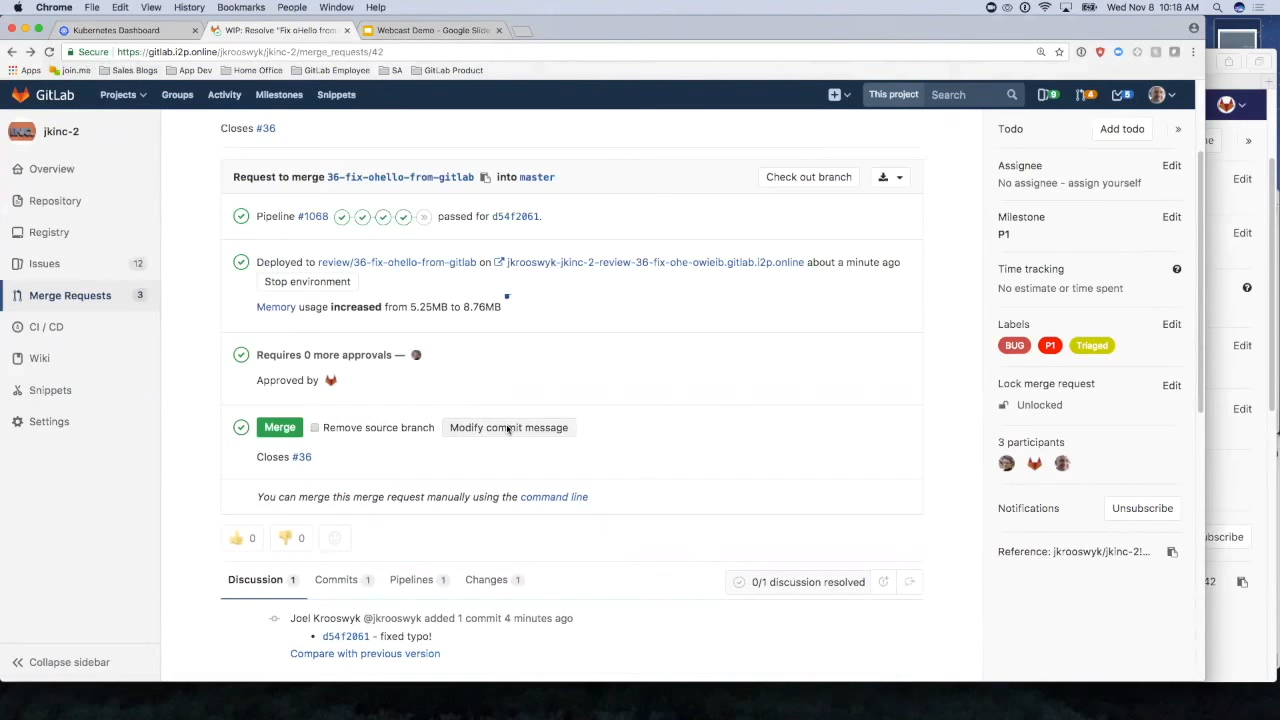 Chrome File Edit View History Bookmarks People Window Help Wed Nov 8 10:18 AM
Kubernetes Dashboard × WIP: Resolve "Fix oHello from × Webcast Demo - Google Slide ×
Secure https://gitlab.i2p.online/jkrooswyk/jkinc-2/merge_requests/42
Apps join.me Sales Blogs App Dev Home Office GitLab Employee SA GitLab Product
GitLab Projects Groups Activity Milestones Snippets This project Search 9 4 5
jkinc-2
Overview
Repository
Registry
Issues 12
Merge Requests 3
CI / CD
Wiki
Snippets
Settings
Collapse sidebar
Closes #36
Request to merge 36-fix-ohello-from-gitlab into master Check out branch
Pipeline #1068 passed for d54f2061.
Deployed to review/36-fix-ohello-from-gitlab on jkrooswyk-jkinc-2-review-36-fix-ohe-owieib.gitlab.i2p.online about a minute ago
Stop environment
Memory usage increased from 5.25MB to 8.76MB
Requires 0 more approvals —
Approved by
Merge Remove source branch Modify commit message
Closes #36
You can merge this merge request manually using the command line
0 0
Discussion 1 Commits 1 Pipelines 1 Changes 1 0/1 discussion resolved
Joel Krooswyk @jkrooswyk added 1 commit 4 minutes ago
• d54f2061 - fixed typo!
Compare with previous version
Todo Add todo »
Assignee Edit
No assignee - assign yourself
Milestone Edit
P1
Time tracking
No estimate or time spent
Labels Edit
BUG P1 Triaged
Lock merge request Edit
Unlocked
3 participants
Notifications Unsubscribe
Reference: jkrooswyk/jkinc-2!...
»
Edit
Edit
Edit
Edit
Edit
42